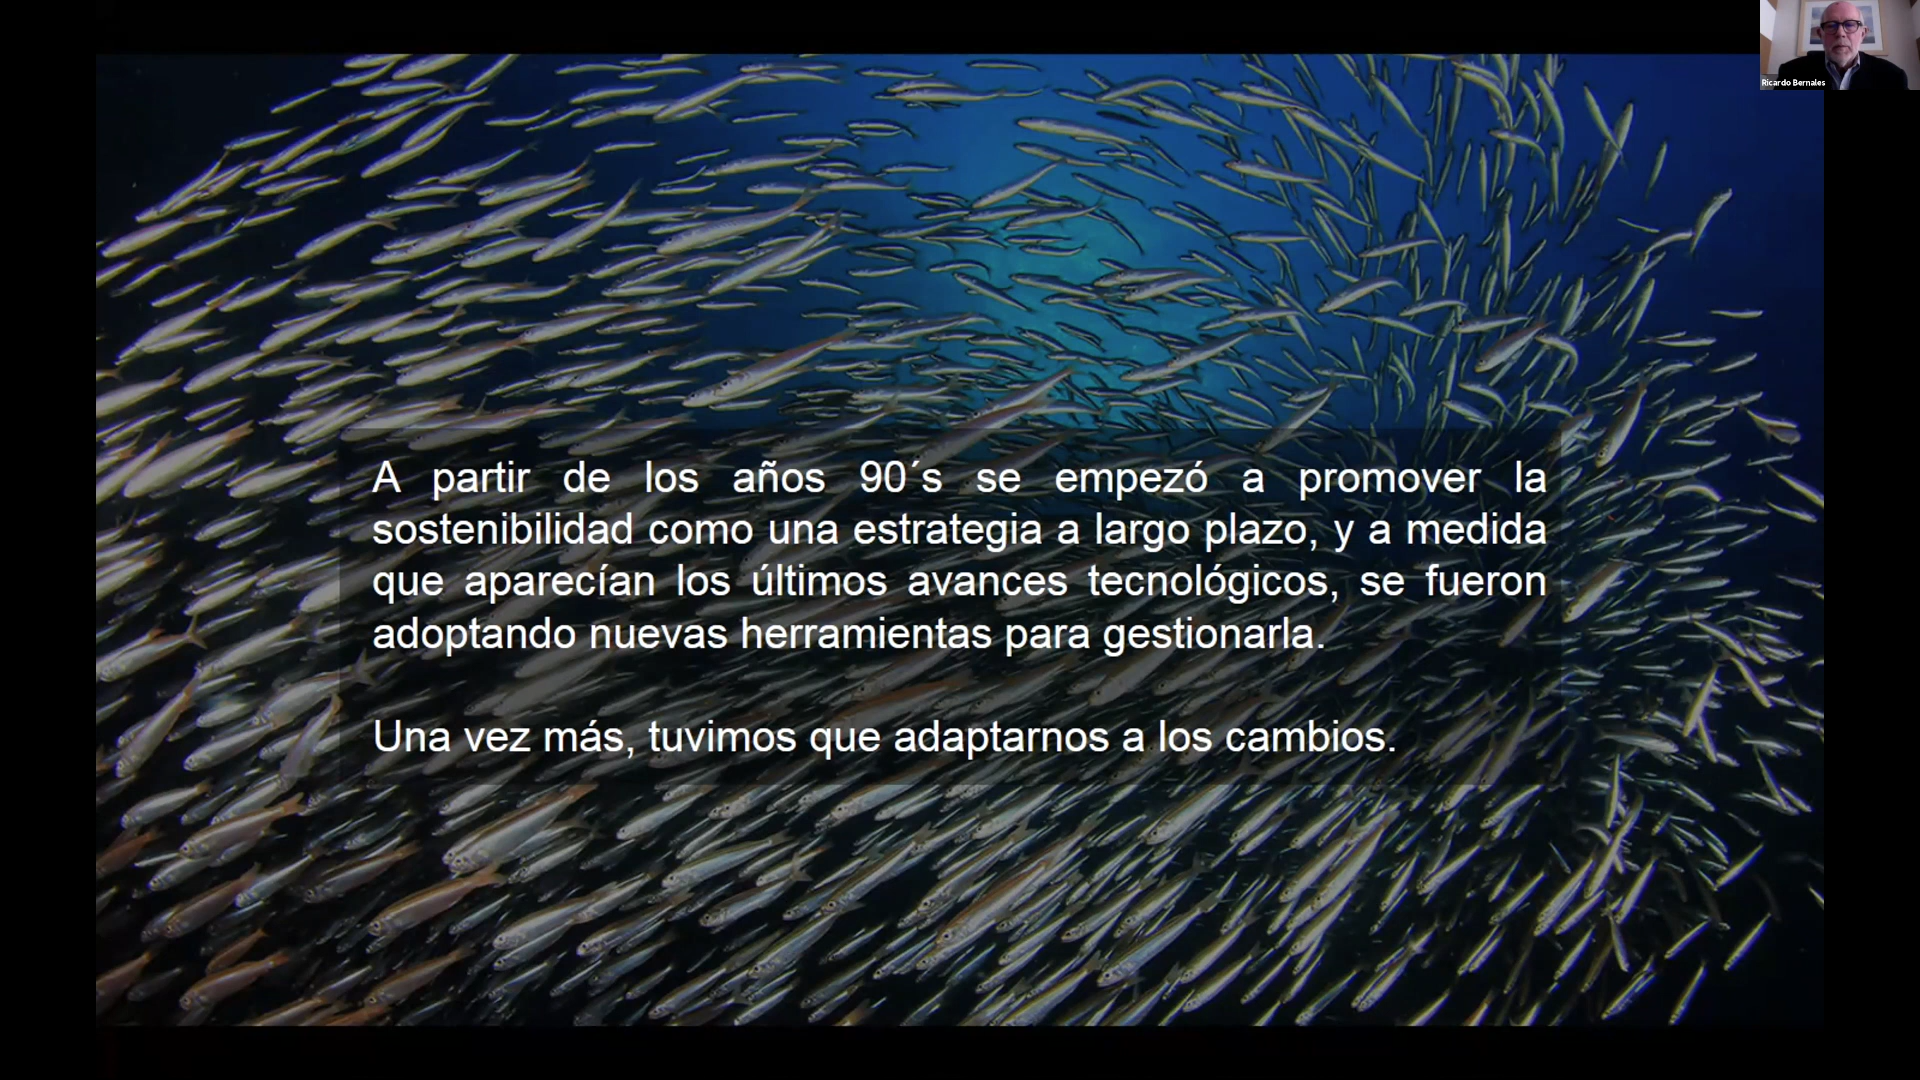 Ricardo Bernales
A partir de los años 90´s se empezó a promover la
sostenibilidad como una estrategia a largo plazo, y a medida
que aparecían los últimos avances tecnológicos, se fueron
adoptando nuevas herramientas para gestionarla.
Una vez más, tuvimos que adaptarnos a los cambios.